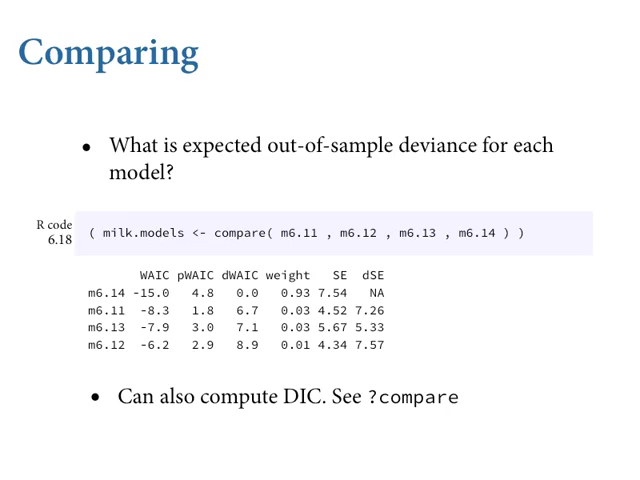 Comparing
• What is expected out-of-sample deviance for each
model?
R code
6.18
( milk.models <- compare( m6.11 , m6.12 , m6.13 , m6.14 ) )
WAIC pWAIC dWAIC weight SE dSE
m6.14 -15.0 4.8 0.0 0.93 7.54 NA
m6.11 -8.3 1.8 6.7 0.03 4.52 7.26
m6.13 -7.9 3.0 7.1 0.03 5.67 5.33
m6.12 -6.2 2.9 8.9 0.01 4.34 7.57
• Can also compute DIC. See ?compare